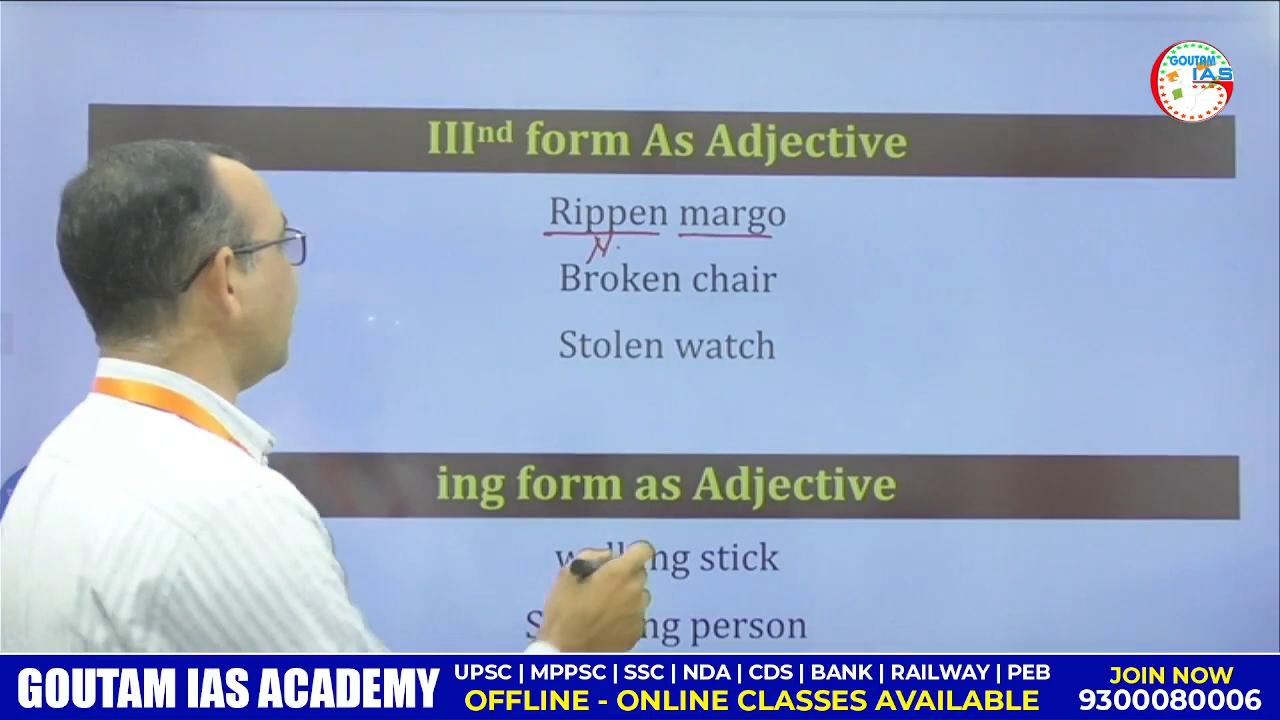 GOUTAM
IAS
IIInd form As Adjective
Rippen margo
N.
Broken chair
Stolen watch
ing form as Adjective
stick
person
GOUTAM IAS ACADEMY
UPSC | MPPSC | SSC | NDA | CDS | BANK | RAILWAY | PEB
OFFLINE - ONLINE CLASSES AVAILABLE
JOIN NOW
9300080006